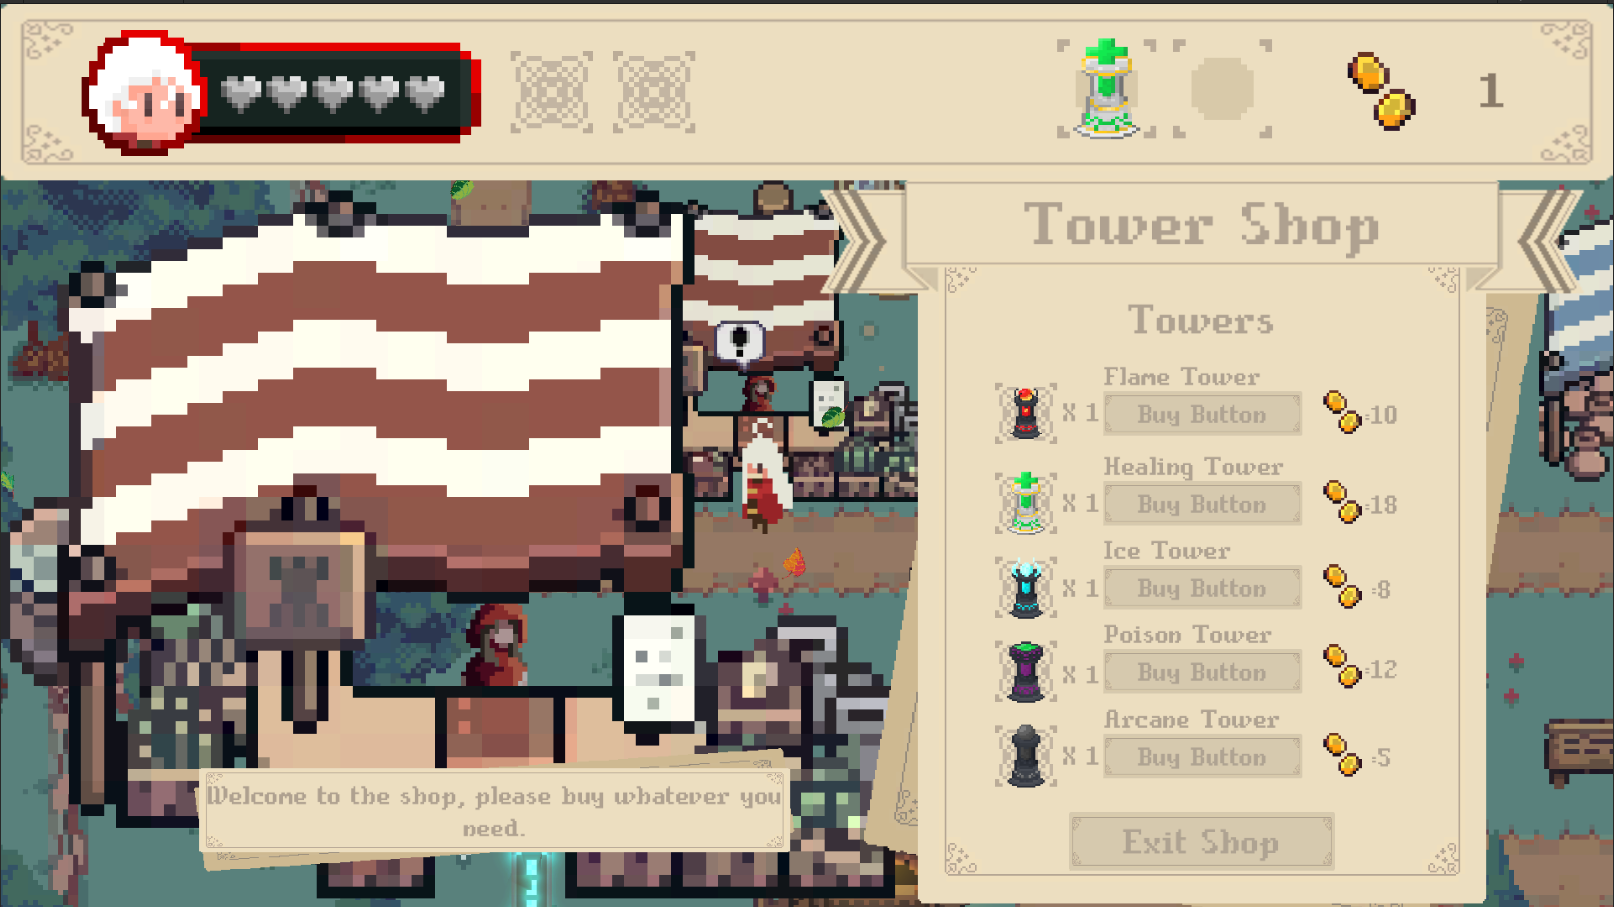 1
Tower Shop
Towers
Flame Tower
X 1 Buy Button :10
Healing Tower
X 1 Buy Button :18
Ice Tower
X 1 Buy Button :8
Poison Tower
X 1 Buy Button :12
Arcane Tower
X 1 Buy Button :5
Exit Shop
Welcome to the shop, please buy whatever you
need.